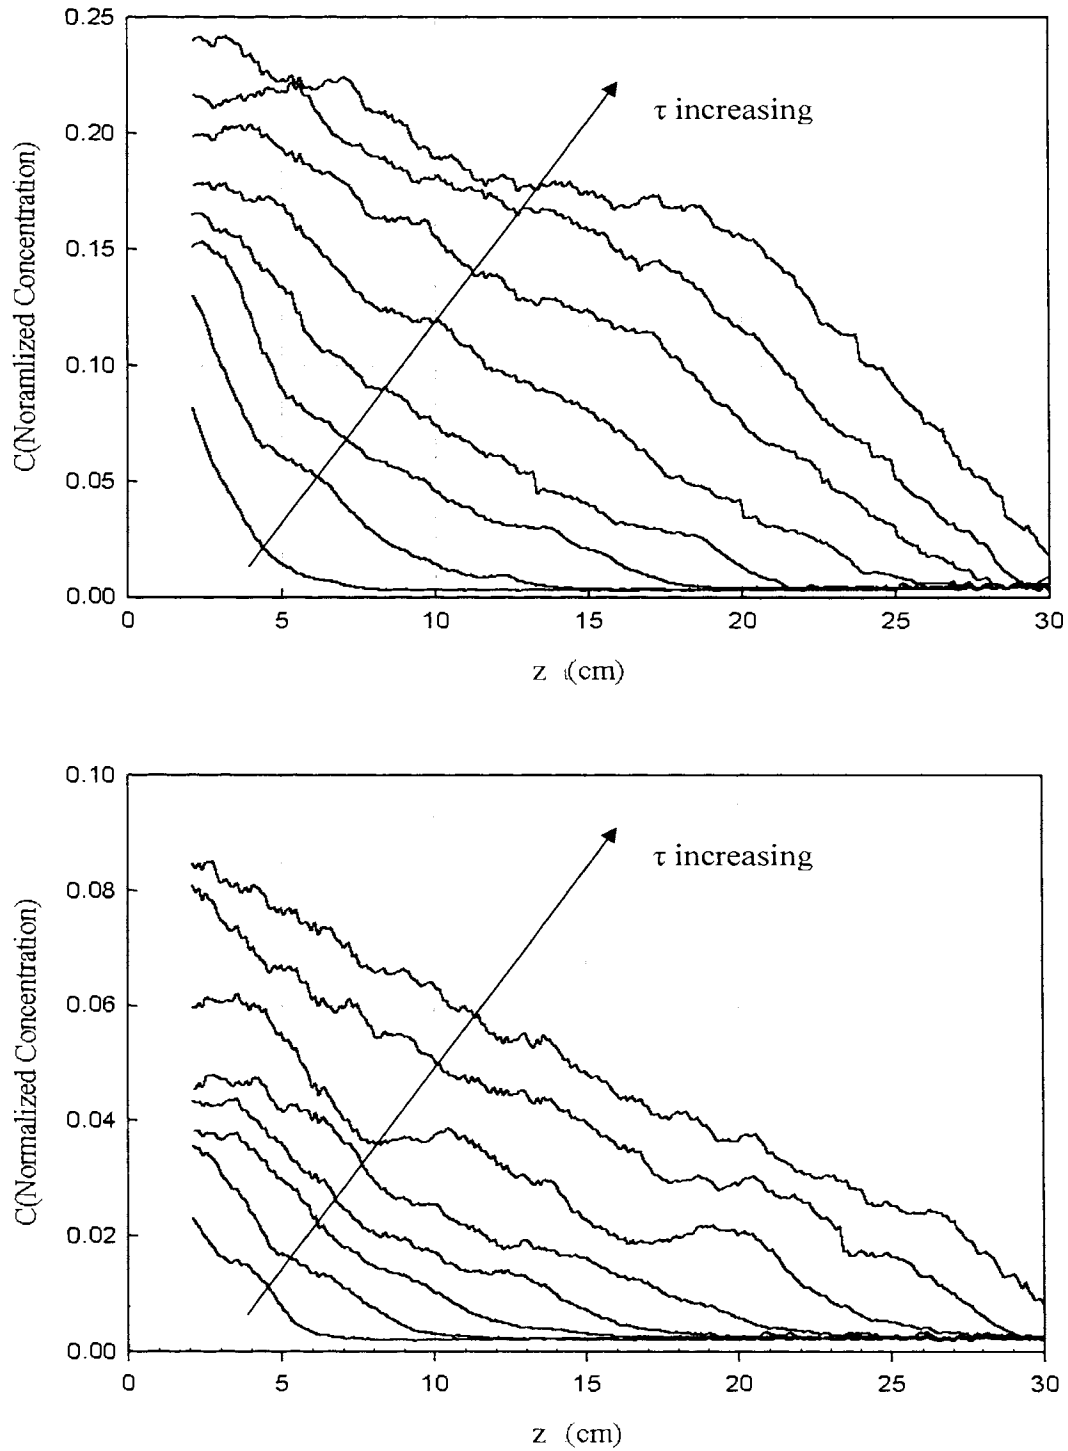 0.25
0.20
0.15
0.10
0.05
0.00
C(Noramlized Concentration)
τ increasing
0 5 10 15 20 25 30
z (cm)
0.10
0.08
0.06
0.04
0.02
0.00
C(Normalized Concentration)
τ increasing
0 5 10 15 20 25 30
z (cm)